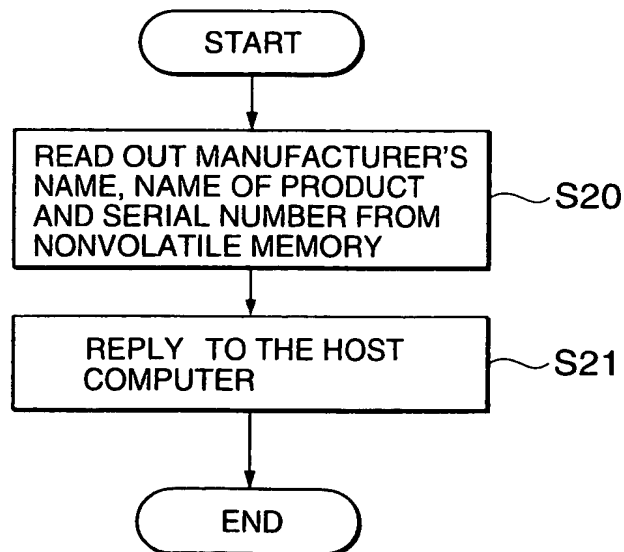 START
READ OUT MANUFACTURER'S
NAME, NAME OF PRODUCT
AND SERIAL NUMBER FROM
NONVOLATILE MEMORY
S20
REPLY TO THE HOST
COMPUTER
S21
END